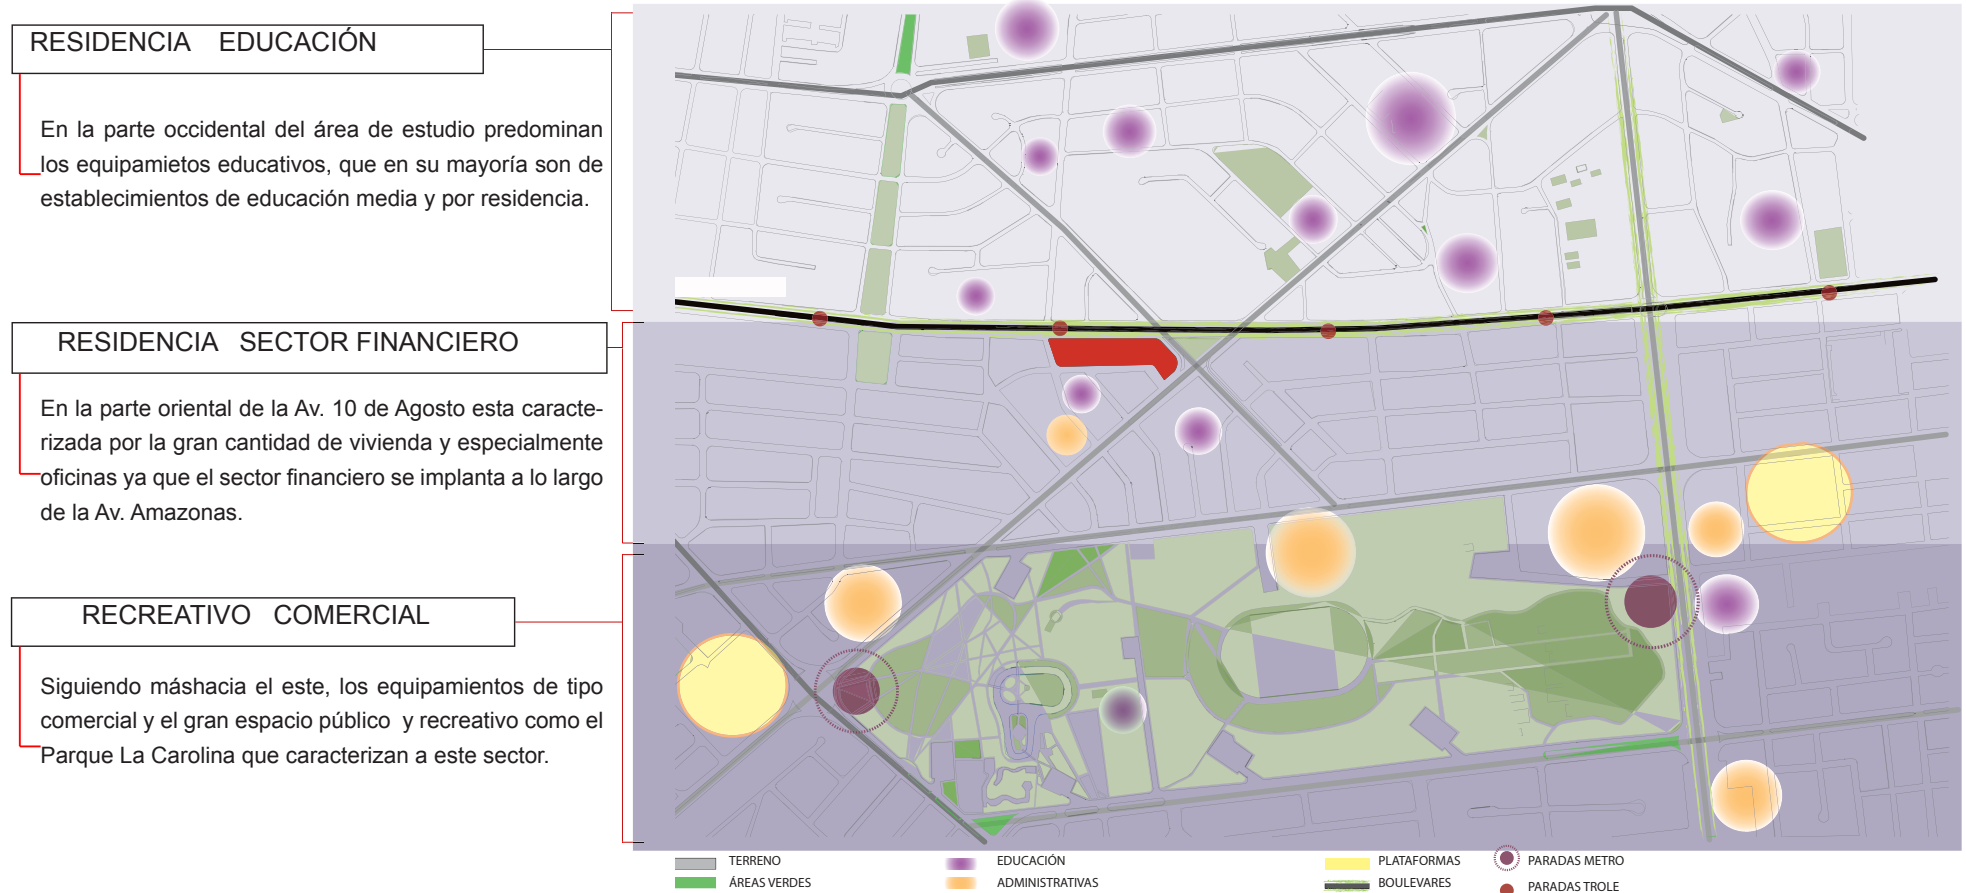 RESIDENCIA EDUCACIÓN
En la parte occidental del área de estudio predominan
los equipamietos educativos, que en su mayoría son de
establecimientos de educación media y por residencia.
RESIDENCIA SECTOR FINANCIERO
En la parte oriental de la Av. 10 de Agosto esta caracte-
rizada por la gran cantidad de vivienda y especialmente
oficinas ya que el sector financiero se implanta a lo largo
de la Av. Amazonas.
RECREATIVO COMERCIAL
Siguiendo máshacia el este, los equipamientos de tipo
comercial y el gran espacio público y recreativo como el
Parque La Carolina que caracterizan a este sector.
TERRENO
ÁREAS VERDES
EDUCACIÓN
ADMINISTRATIVAS
PLATAFORMAS
BOULEVARES
PARADAS METRO
PARADAS TROLE